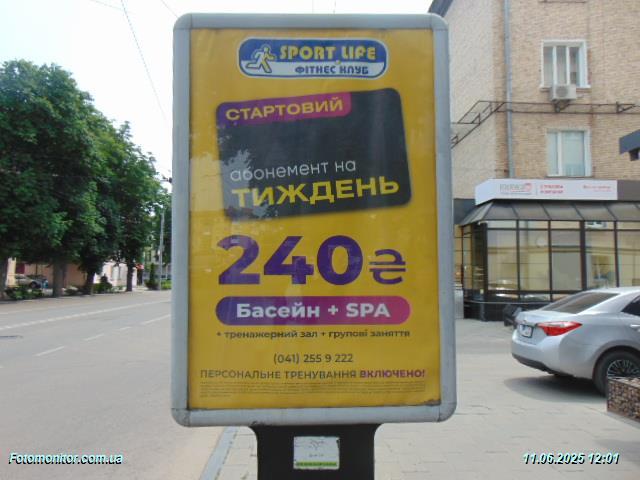 SPORT LIFE
ФІТНЕС КЛУБ
СТАРТОВИЙ
абонемент на
ТИЖДЕНЬ
240₴
Басейн + SPA
+ тренажерний зал + групові заняття
(041) 255 9 222
ПЕРСОНАЛЬНЕ ТРЕНУВАННЯ ВКЛЮЧЕНО!
Fotomonitor.com.ua
11.06.2025 12:01